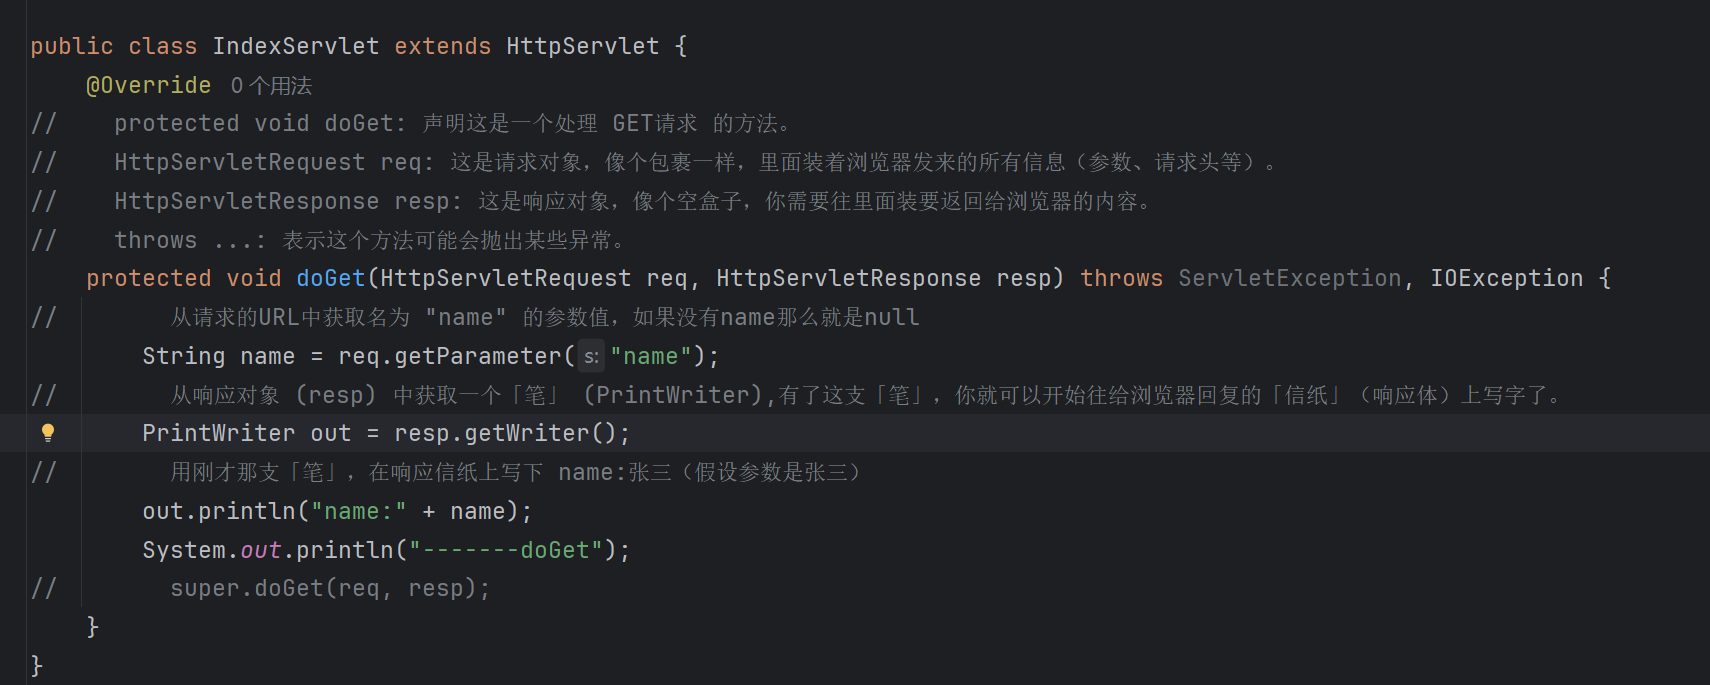 public class IndexServlet extends HttpServlet {
@Override 0 个用法
// protected void doGet: 声明这是一个处理 GET请求 的方法。
// HttpServletRequest req: 这是请求对象，像个包裹一样，里面装着浏览器发来的所有信息（参数、请求头等）。
// HttpServletResponse resp: 这是响应对象，像个空盒子，你需要往里面装要返回给浏览器的内容。
// throws ...: 表示这个方法可能会抛出某些异常。
protected void doGet(HttpServletRequest req, HttpServletResponse resp) throws ServletException, IOException {
// 从请求的URL中获取名为 "name" 的参数值，如果没有name那么就是null
String name = req.getParameter( s: "name");
// 从响应对象 (resp) 中获取一个「笔」 (PrintWriter),有了这支「笔」，你就可以开始往给浏览器回复的「信纸」（响应体）上写字了。
PrintWriter out = resp.getWriter();
// 用刚才那支「笔」，在响应信纸上写下 name:张三（假设参数是张三）
out.println("name:" + name);
System.out.println("-------doGet");
// super.doGet(req, resp);
}
}